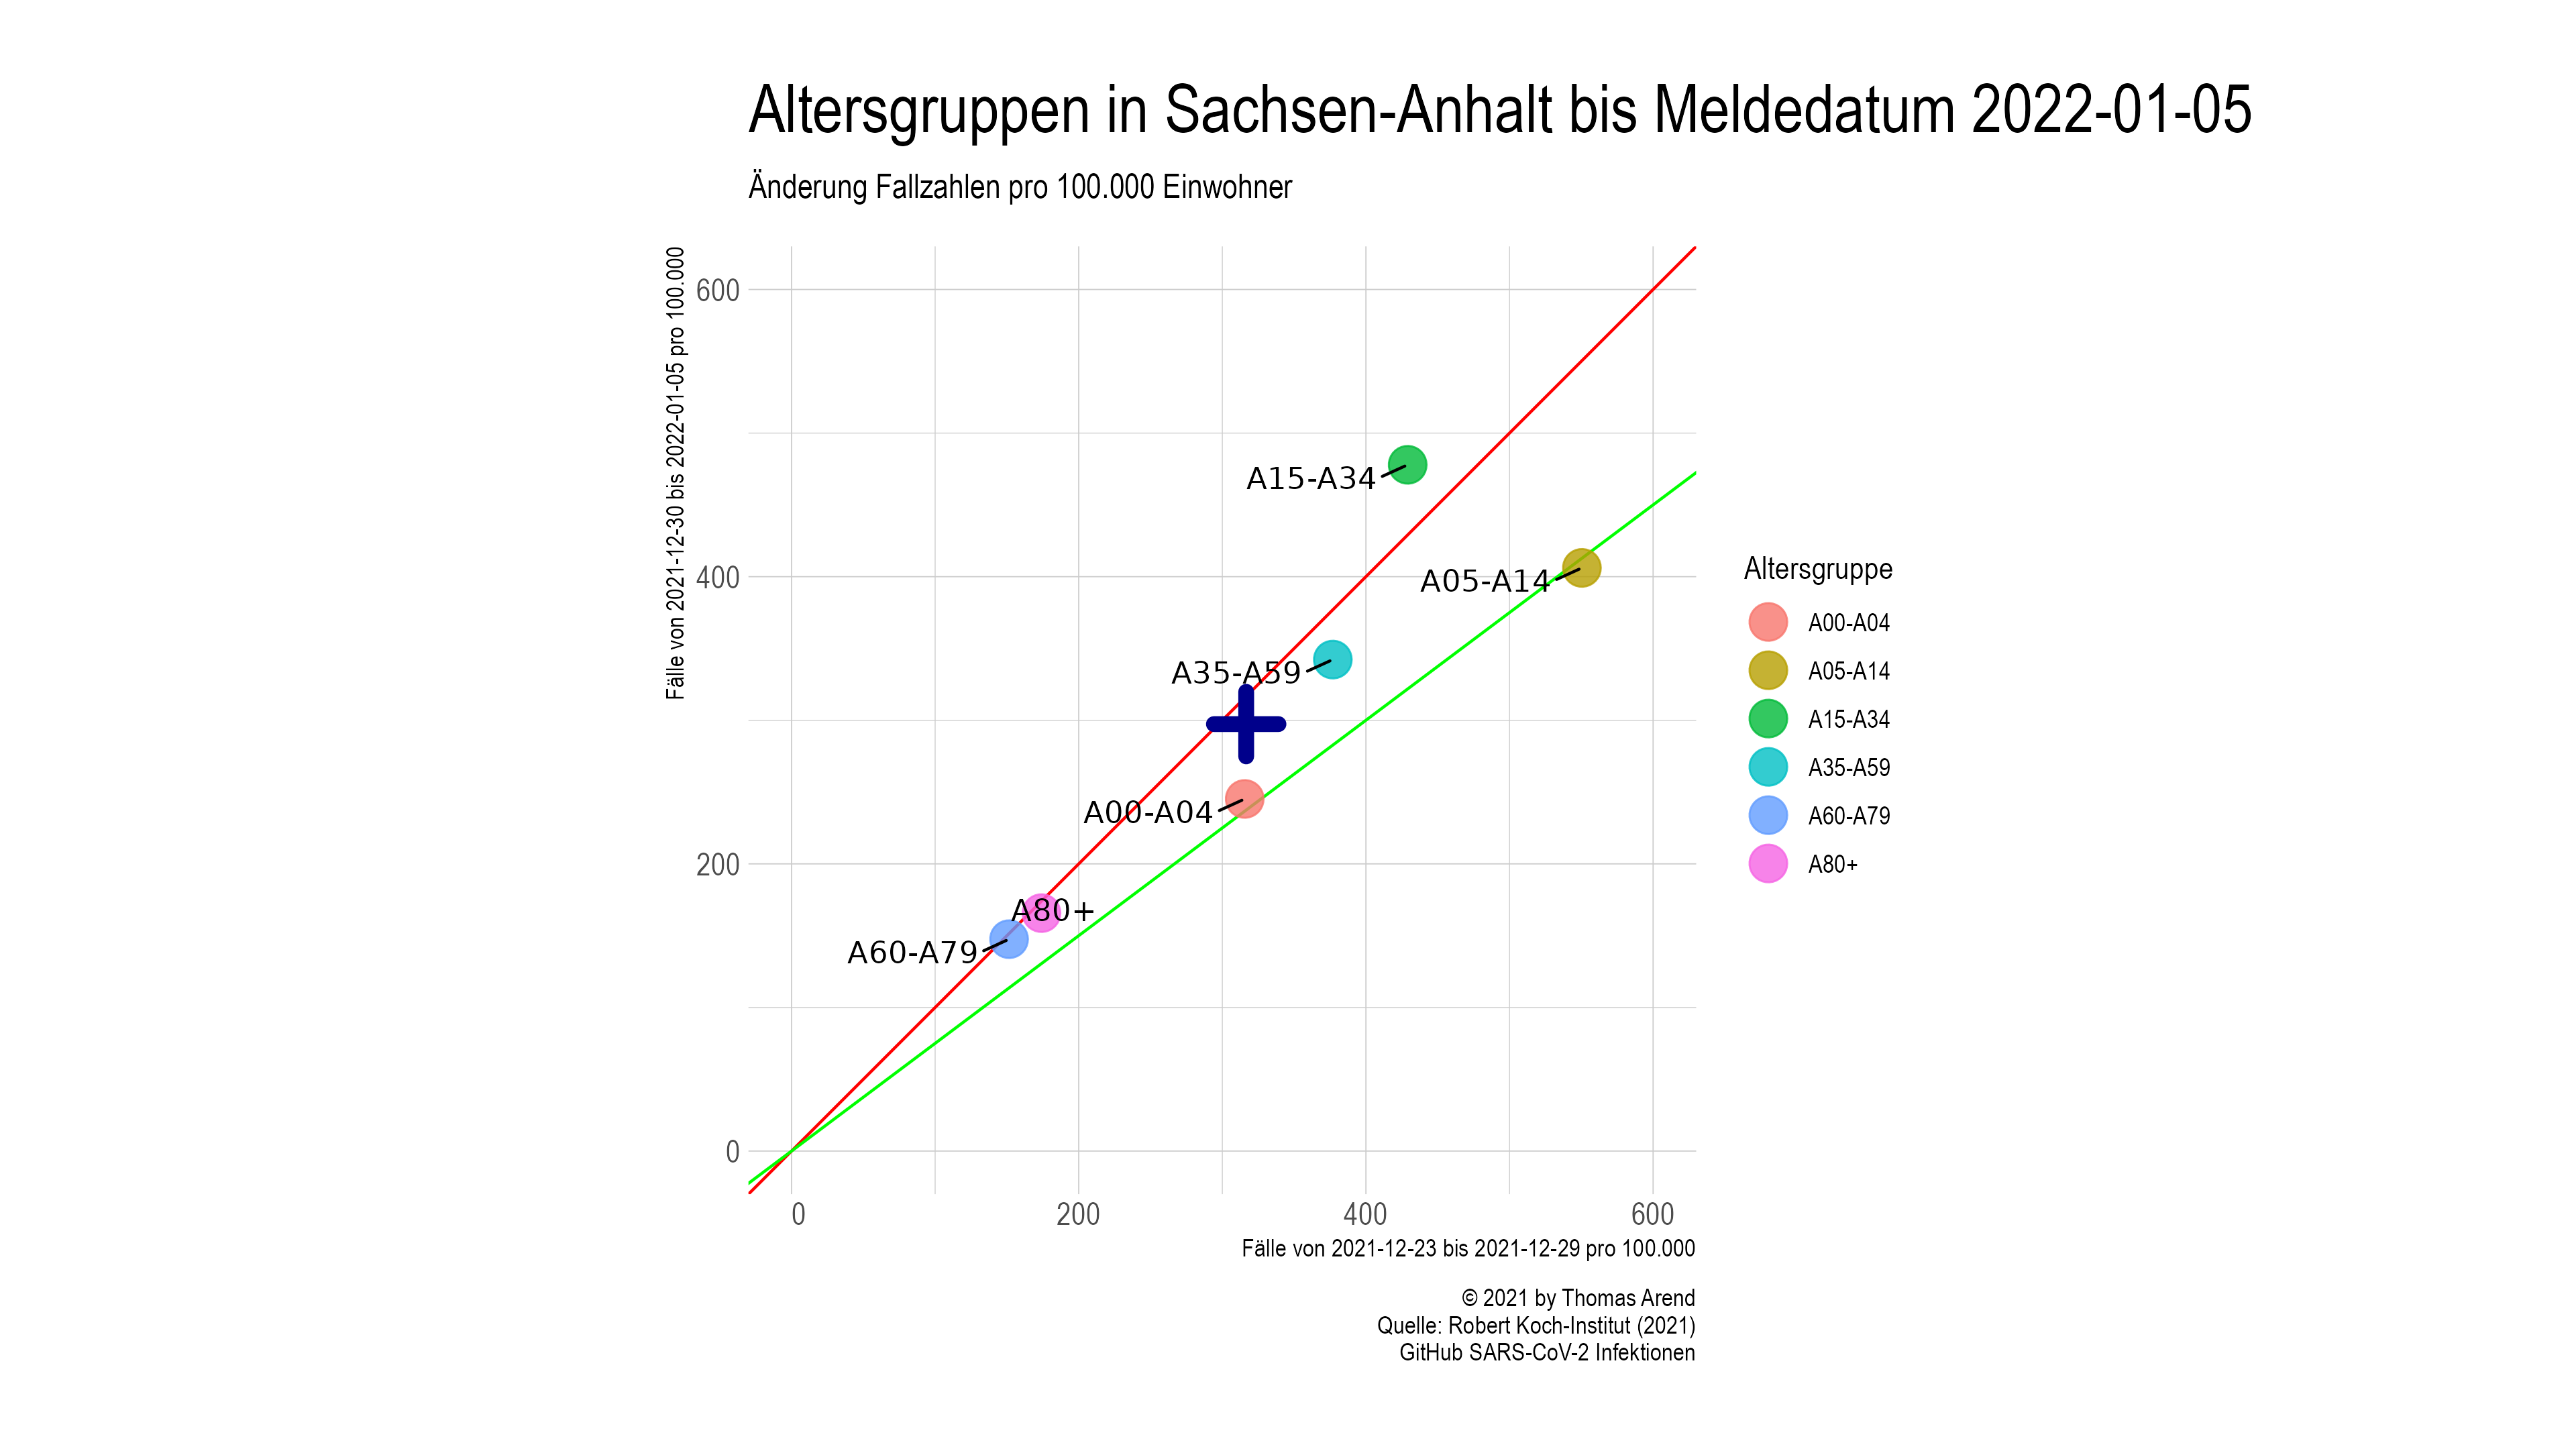 Altersgruppen in Sachsen-Anhalt bis Meldedatum 2022-01-05
Änderung Fallzahlen pro 100.000 Einwohner
Fälle von 2021-12-30 bis 2022-01-05 pro 100.000
600
400
200
0
A15-A34
A05-A14
A35-A59
A00-A04
A80+
A60-A79
0
200
400
600
Fälle von 2021-12-23 bis 2021-12-29 pro 100.000
Altersgruppe
A00-A04
A05-A14
A15-A34
A35-A59
A60-A79
A80+
© 2021 by Thomas Arend
Quelle: Robert Koch-Institut (2021)
GitHub SARS-CoV-2 Infektionen